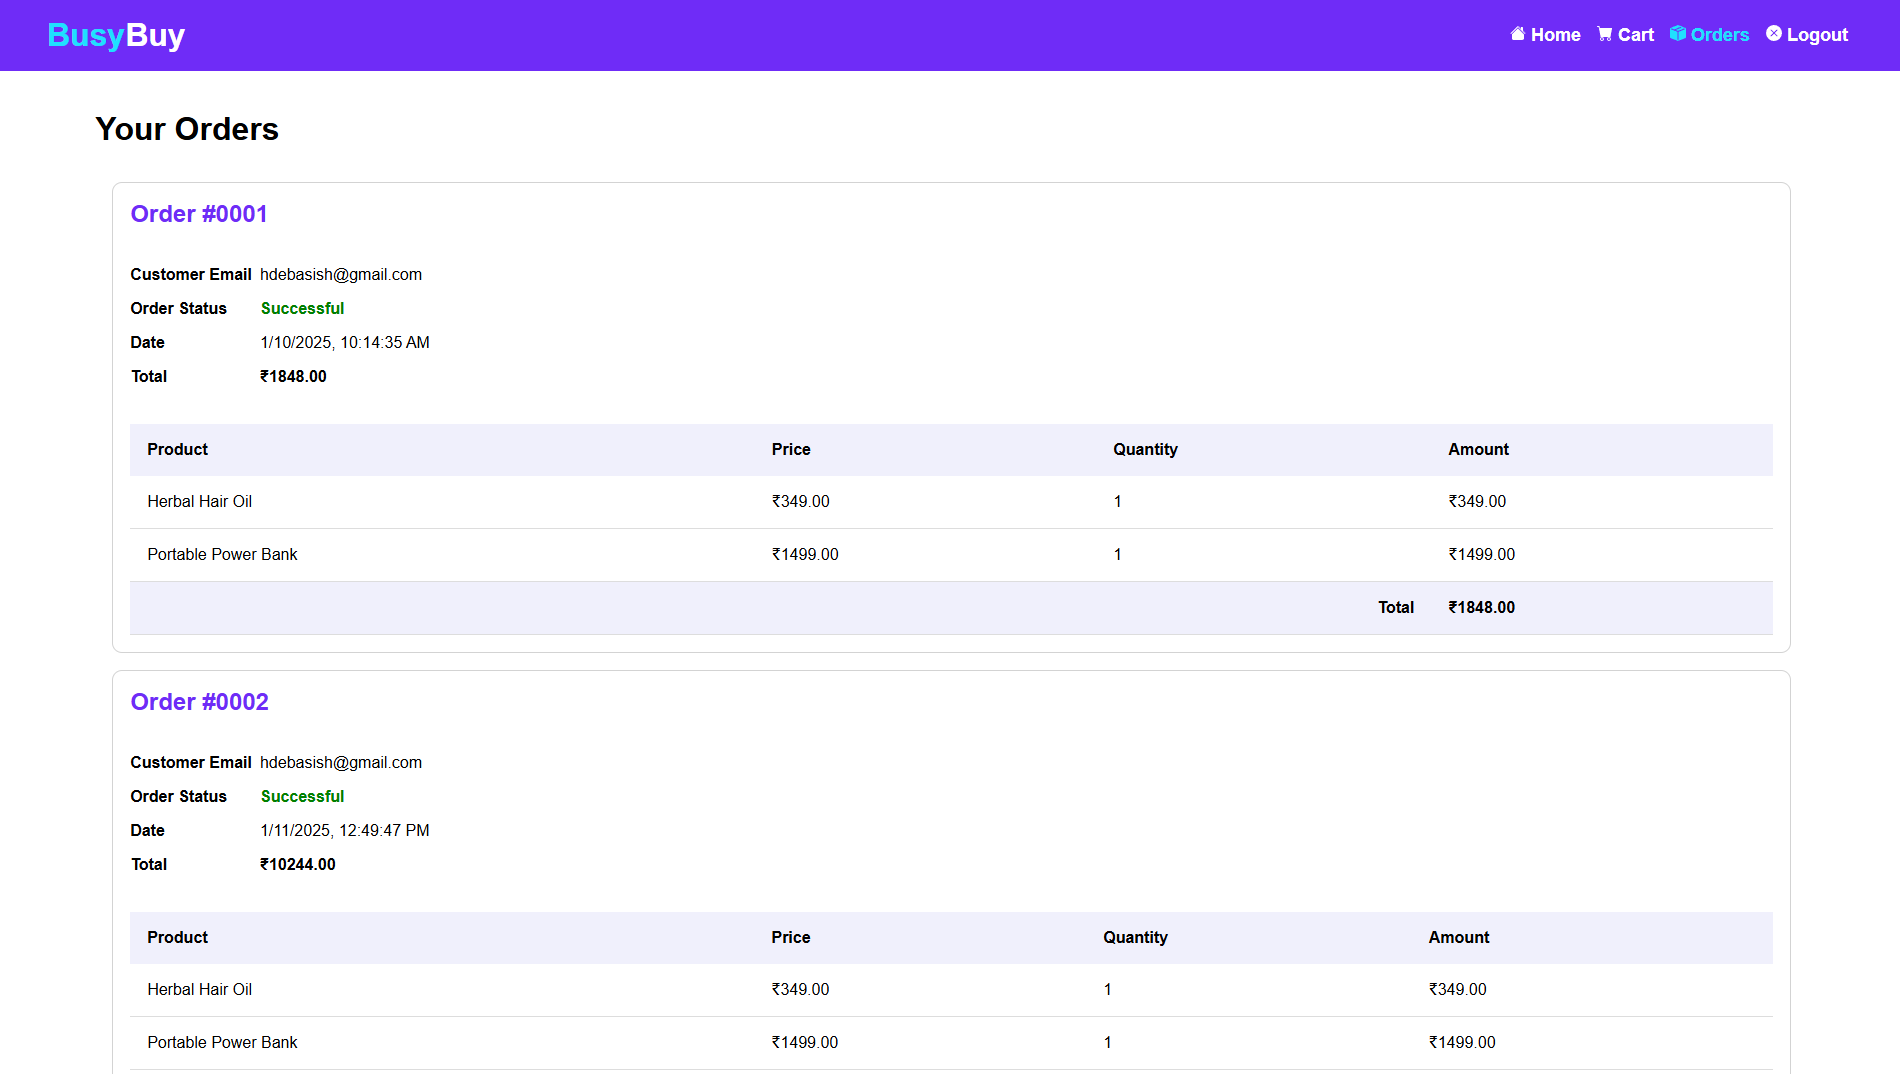 BusyBuy Home Cart Orders Logout
Your Orders
Order #0001
Customer Email hdebasish@gmail.com
Order Status Successful
Date 1/10/2025, 10:14:35 AM
Total ₹1848.00
Product Price Quantity Amount
Herbal Hair Oil ₹349.00 1 ₹349.00
Portable Power Bank ₹1499.00 1 ₹1499.00
Total ₹1848.00
Order #0002
Customer Email hdebasish@gmail.com
Order Status Successful
Date 1/11/2025, 12:49:47 PM
Total ₹10244.00
Product Price Quantity Amount
Herbal Hair Oil ₹349.00 1 ₹349.00
Portable Power Bank ₹1499.00 1 ₹1499.00